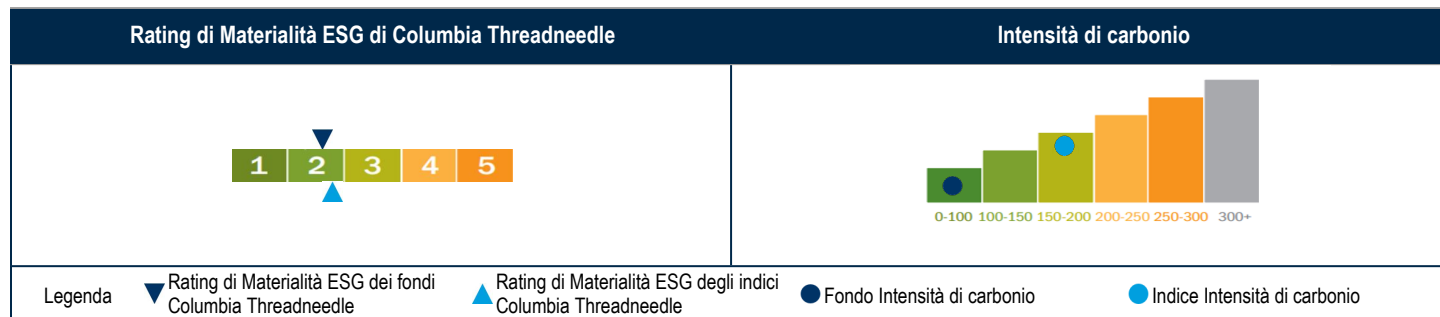 Rating di Materialità ESG di Columbia Threadneedle
Intensità di carbonio
1 2 3 4 5
0-100 100-150 150-200 200-250 250-300 300+
Legenda
Rating di Materialità ESG dei fondi
Columbia Threadneedle
Rating di Materialità ESG degli indici
Columbia Threadneedle
Fondo Intensità di carbonio
Indice Intensità di carbonio